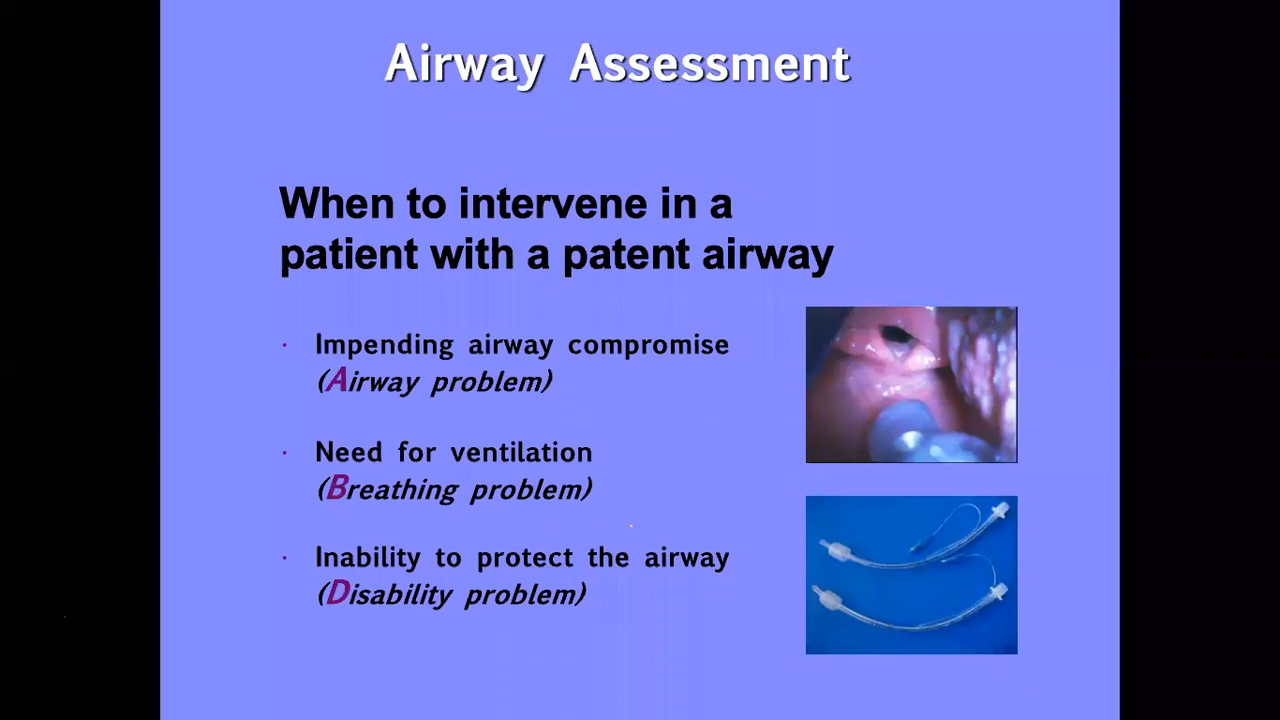 Airway Assessment
When to intervene in a
patient with a patent airway
· Impending airway compromise
(Airway problem)
· Need for ventilation
(Breathing problem)
· Inability to protect the airway
(Disability problem)